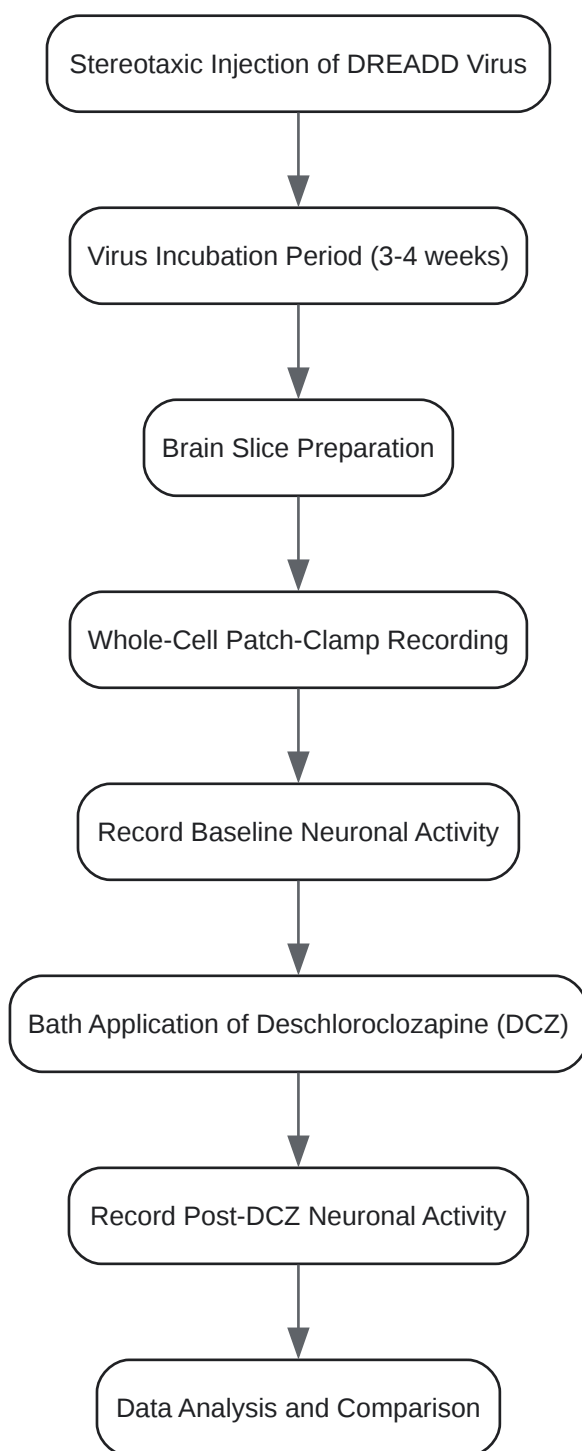 Stereotaxic Injection of DREADD Virus
Virus Incubation Period (3-4 weeks)
Brain Slice Preparation
Whole-Cell Patch-Clamp Recording
Record Baseline Neuronal Activity
Bath Application of Deschloroclozapine (DCZ)
Record Post-DCZ Neuronal Activity
Data Analysis and Comparison